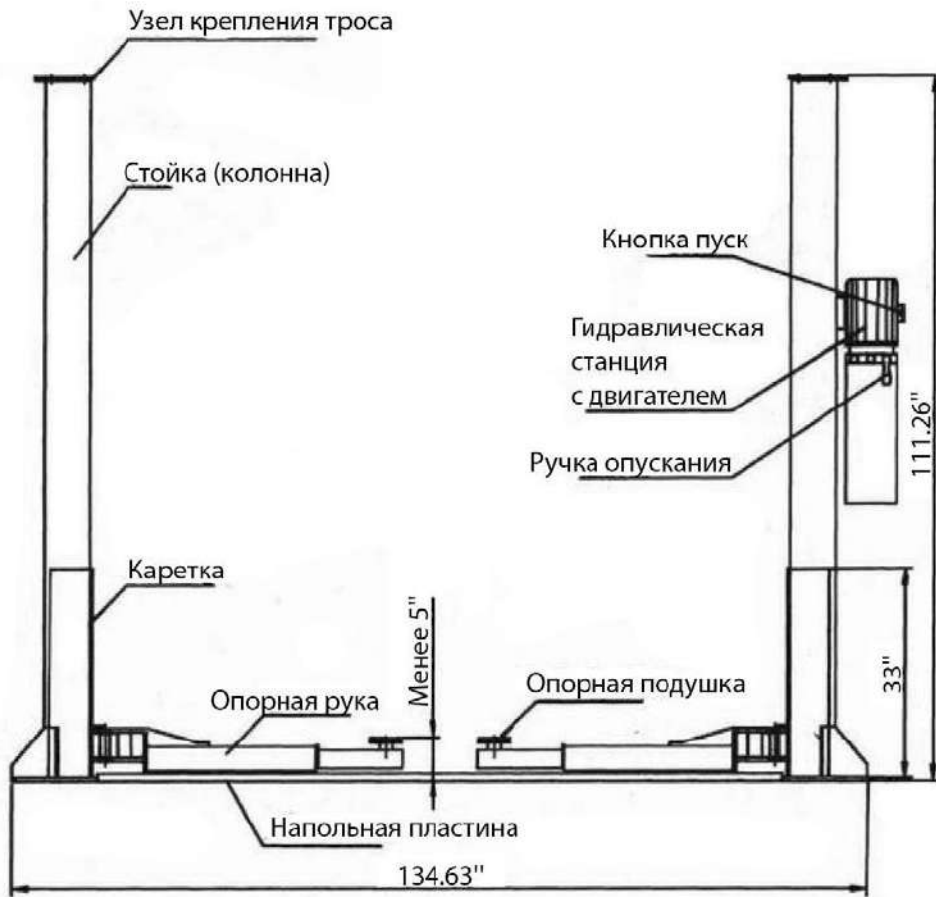 Узел крепления троса
Стойка (колонна)
Кнопка пуск
Гидравлическая
станция
с двигателем
Ручка опускания
111.26"
Каретка
Менее 5"
33"
Опорная рука
Опорная подушка
Напольная пластина
134.63"